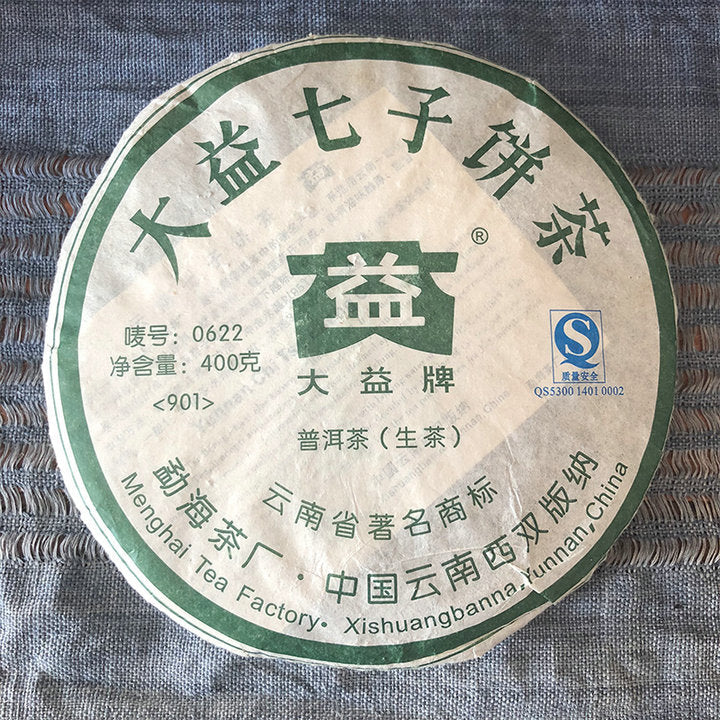 大益七子饼茶
益
®
唛号：0622
净含量：400克
<901>
大益牌
普洱茶（生茶）
QS
质量安全
QS5300 1401 0002
云南省著名商标
勐海茶厂·中国云南西双版纳
Menghai Tea Factory· Xishuangbanna,Yunnan,China